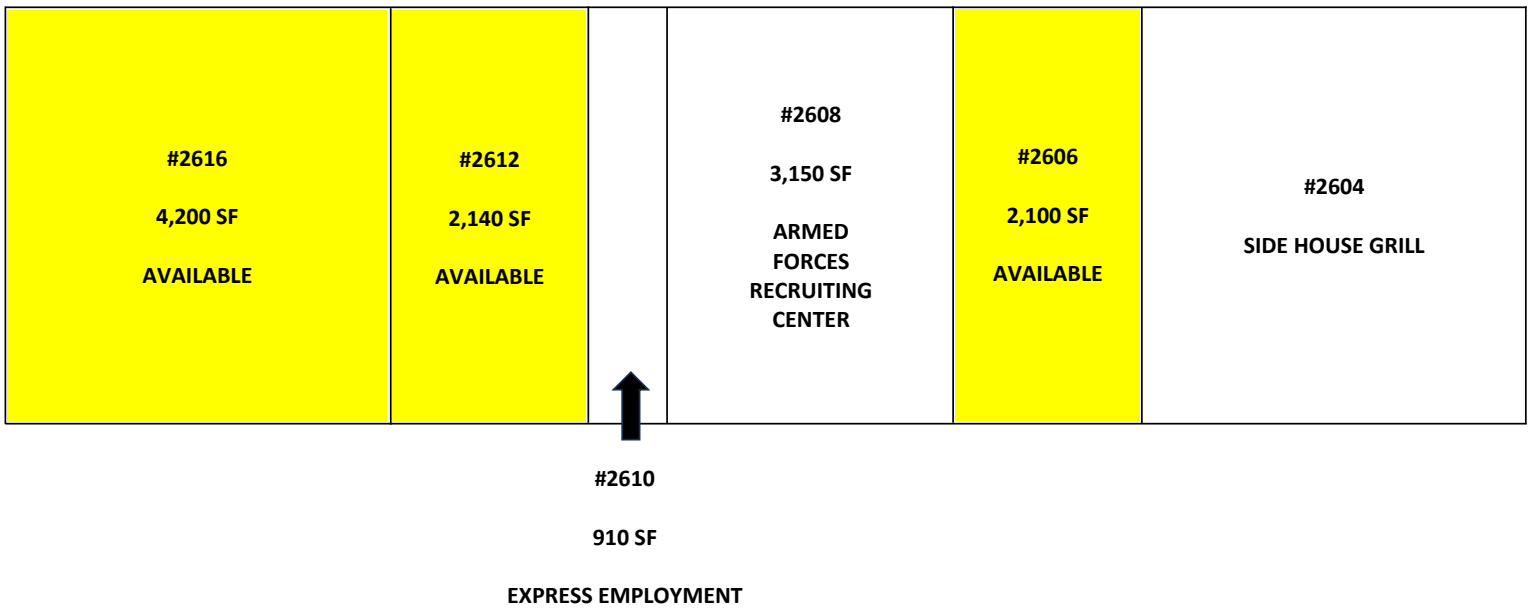 #2616
4,200 SF
AVAILABLE
#2612
2,140 SF
AVAILABLE
#2610
910 SF
EXPRESS EMPLOYMENT
#2608
3,150 SF
ARMED
FORCES
RECRUITING
CENTER
#2606
2,100 SF
AVAILABLE
#2604
SIDE HOUSE GRILL